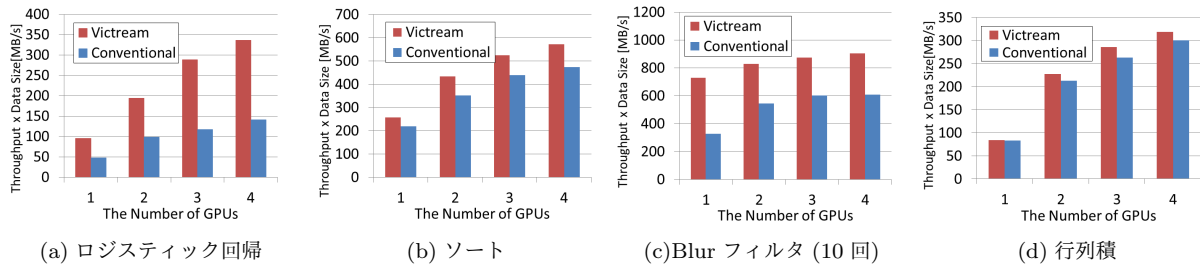 Throughput x Data Size[MB/s]
400
350
300
250
200
150
100
50
0
Victream
Conventional
1 2 3 4
The Number of GPUs
(a) ロジスティック回帰
Throughput x Data Size [MB/s]
700
600
500
400
300
200
100
0
Victream
Conventional
1 2 3 4
The Number of GPUs
(b) ソート
Throughput x Data Size [MB/s]
1200
1000
800
600
400
200
0
Victream
Conventional
1 2 3 4
The Number of GPUs
(c)Blur フィルタ (10 回)
Throughput x Data Size[MB/s]
350
300
250
200
150
100
50
0
Victream
Conventional
1 2 3 4
The Number of GPUs
(d) 行列積